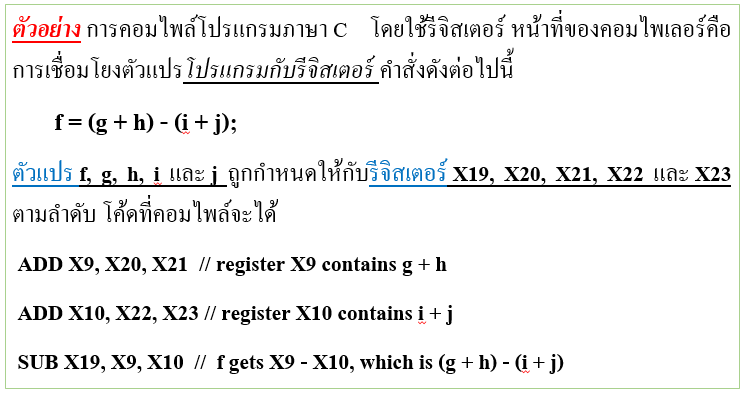 ตัวอย่าง การคอมไพล์โปรแกรมภาษา C โดยใช้รีจิสเตอร์ หน้าที่ของคอมไพเลอร์คือ
การเชื่อมโยงตัวแปรโปรแกรมกับรีจิสเตอร์ คำสั่งดังต่อไปนี้
f = (g + h) - (i + j);
ตัวแปร f, g, h, i และ j ถูกกำหนดให้กับรีจิสเตอร์ X19, X20, X21, X22 และ X23
ตามลำดับ โค้ดที่คอมไพล์จะได้
ADD X9, X20, X21 // register X9 contains g + h
ADD X10, X22, X23 // register X10 contains i + j
SUB X19, X9, X10 // f gets X9 - X10, which is (g + h) - (i + j)